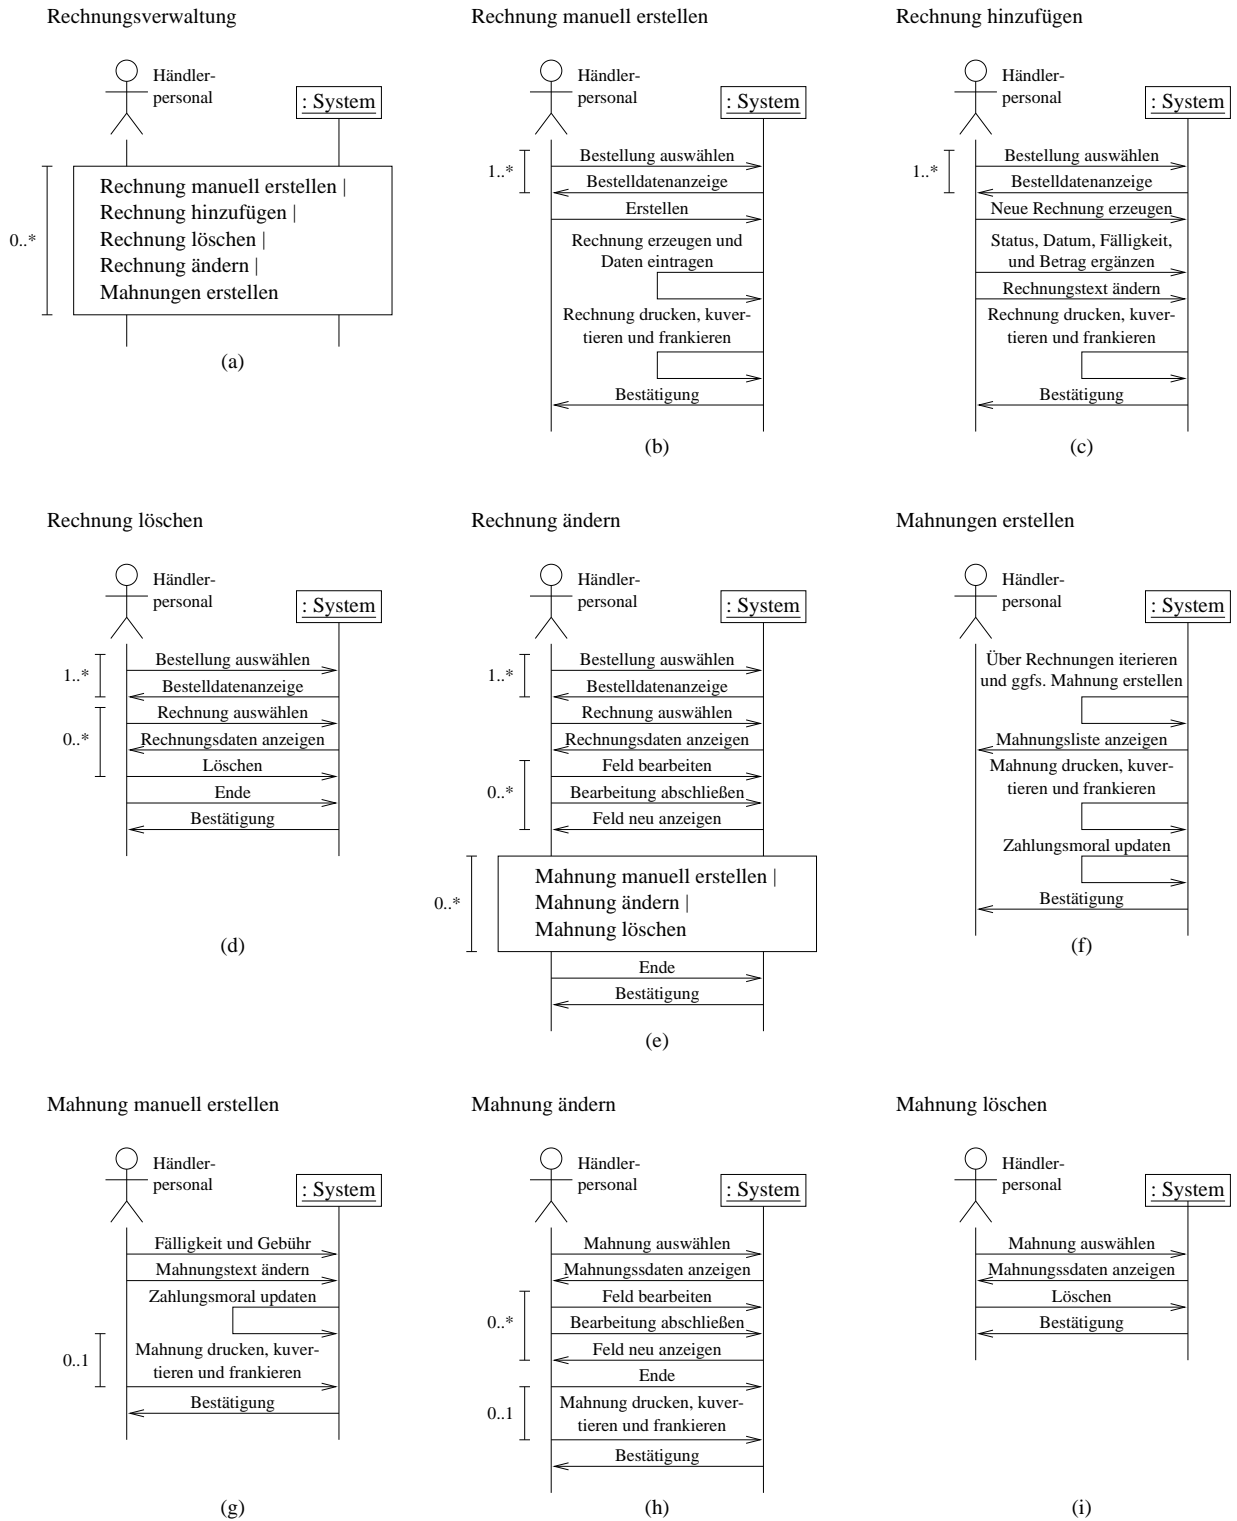 Rechnungsverwaltung
Händler-
personal
: System
0..*
Rechnung manuell erstellen |
Rechnung hinzufügen |
Rechnung löschen |
Rechnung ändern |
Mahnungen erstellen
(a)
Rechnung manuell erstellen
Händler-
personal
: System
1..*
Bestellung auswählen
Bestelldatenanzeige
Erstellen
Rechnung erzeugen und
Daten eintragen
Rechnung drucken, kuver-
tieren und frankieren
Bestätigung
(b)
Rechnung hinzufügen
Händler-
personal
: System
1..*
Bestellung auswählen
Bestelldatenanzeige
Neue Rechnung erzeugen
Status, Datum, Fälligkeit,
und Betrag ergänzen
Rechnungstext ändern
Rechnung drucken, kuver-
tieren und frankieren
Bestätigung
(c)
Rechnung löschen
Händler-
personal
: System
1..*
Bestellung auswählen
Bestelldatenanzeige
0..*
Rechnung auswählen
Rechnungsdaten anzeigen
Löschen
Ende
Bestätigung
(d)
Rechnung ändern
Händler-
personal
: System
1..*
Bestellung auswählen
Bestelldatenanzeige
Rechnung auswählen
Rechnungsdaten anzeigen
0..*
Feld bearbeiten
Bearbeitung abschließen
Feld neu anzeigen
0..*
Mahnung manuell erstellen |
Mahnung ändern |
Mahnung löschen
Ende
Bestätigung
(e)
Mahnungen erstellen
Händler-
personal
: System
Über Rechnungen iterieren
und ggfs. Mahnung erstellen
Mahnungsliste anzeigen
Mahnung drucken, kuver-
tieren und frankieren
Zahlungsmoral updaten
Bestätigung
(f)
Mahnung manuell erstellen
Händler-
personal
: System
Fälligkeit und Gebühr
Mahnungstext ändern
Zahlungsmoral updaten
0..1
Mahnung drucken, kuver-
tieren und frankieren
Bestätigung
(g)
Mahnung ändern
Händler-
personal
: System
Mahnung auswählen
Mahnungssdaten anzeigen
0..*
Feld bearbeiten
Bearbeitung abschließen
Feld neu anzeigen
Ende
0..1
Mahnung drucken, kuver-
tieren und frankieren
Bestätigung
(h)
Mahnung löschen
Händler-
personal
: System
Mahnung auswählen
Mahnungssdaten anzeigen
Löschen
Bestätigung
(i)